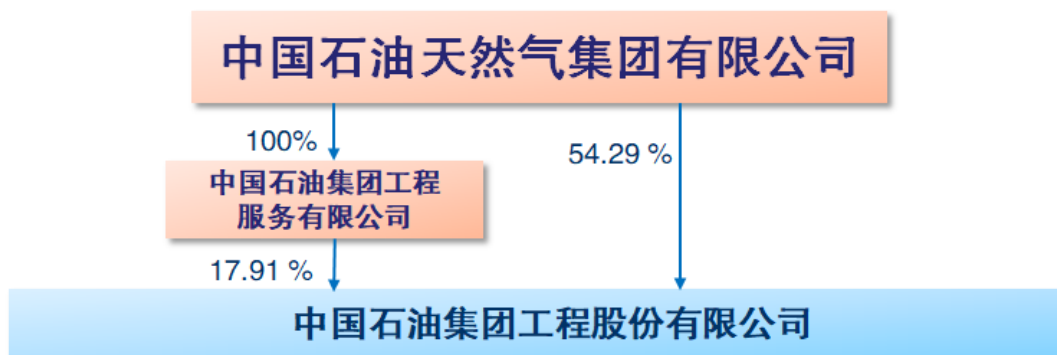 中国石油天然气集团有限公司
100%
54.29 %
中国石油集团工程
服务有限公司
17.91 %
中国石油集团工程股份有限公司